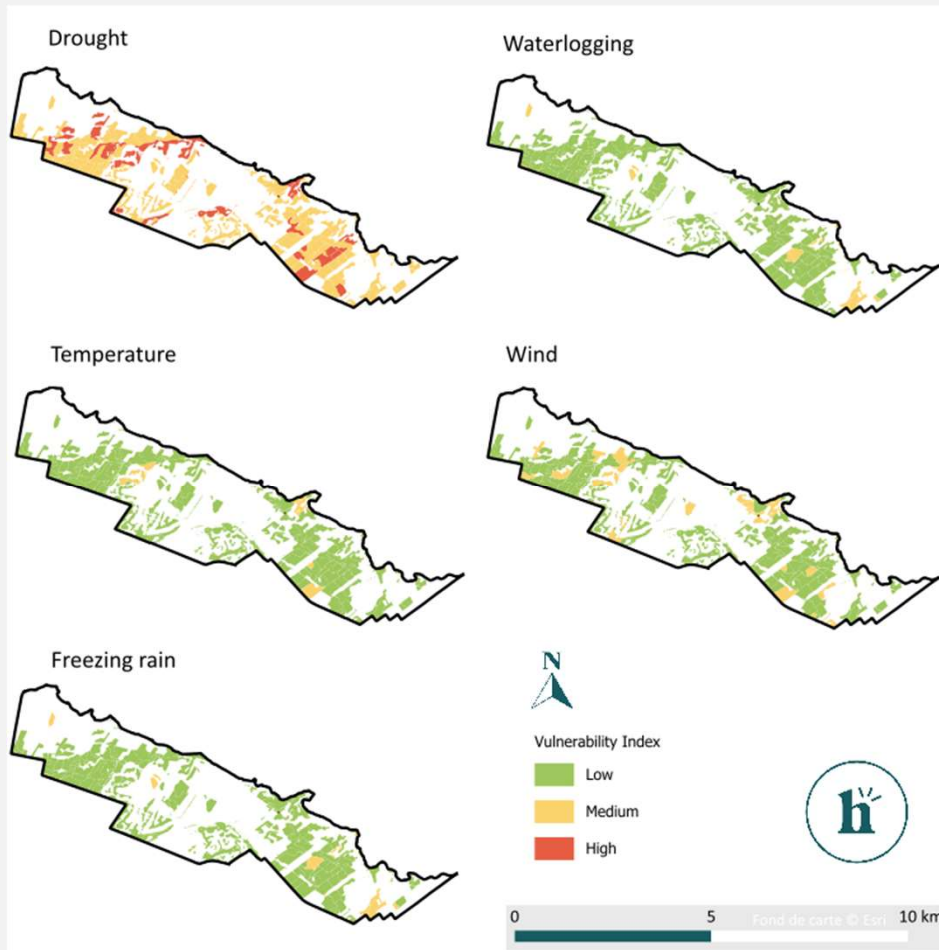 Drought
Waterlogging
Temperature
Wind
Freezing rain
N
Vulnerability Index
Low
Medium
High
h
0 5 10 km
Fond de carte © Esri